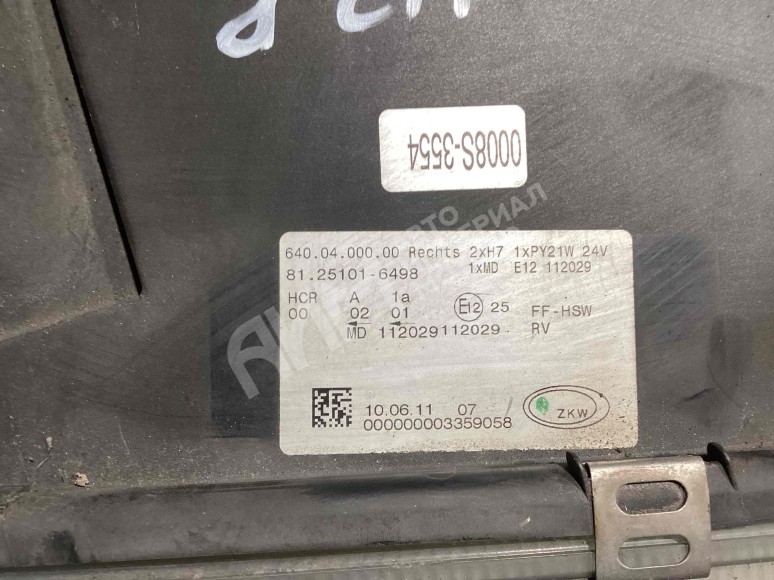 0008S-3554
640.04.000.00 Rechts 2xH7 1xPY21W 24V
81.25101-6498 1xMD E12 112029
HCR A 1a E12 25 FF-HSW
00 02 01
MD 112029112029 RV
10.06.11 07
000000003359058
ZKW